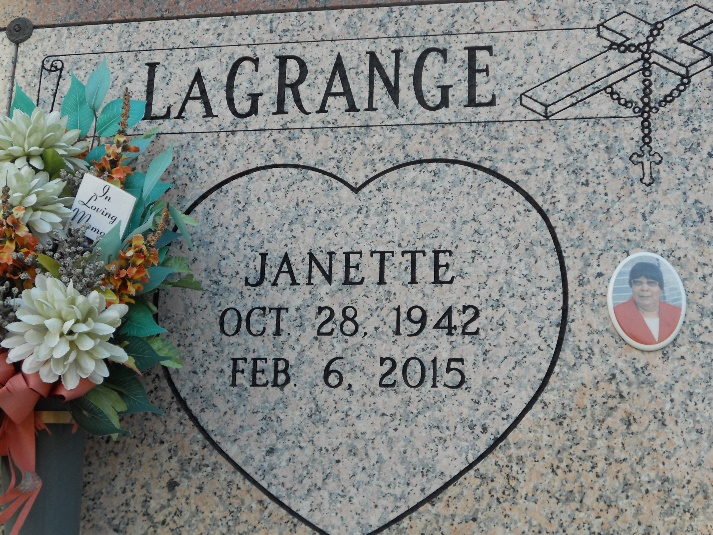 LAGRANGE
In
Loving
JANETTE
OCT 28, 1942
FEB. 6, 2015